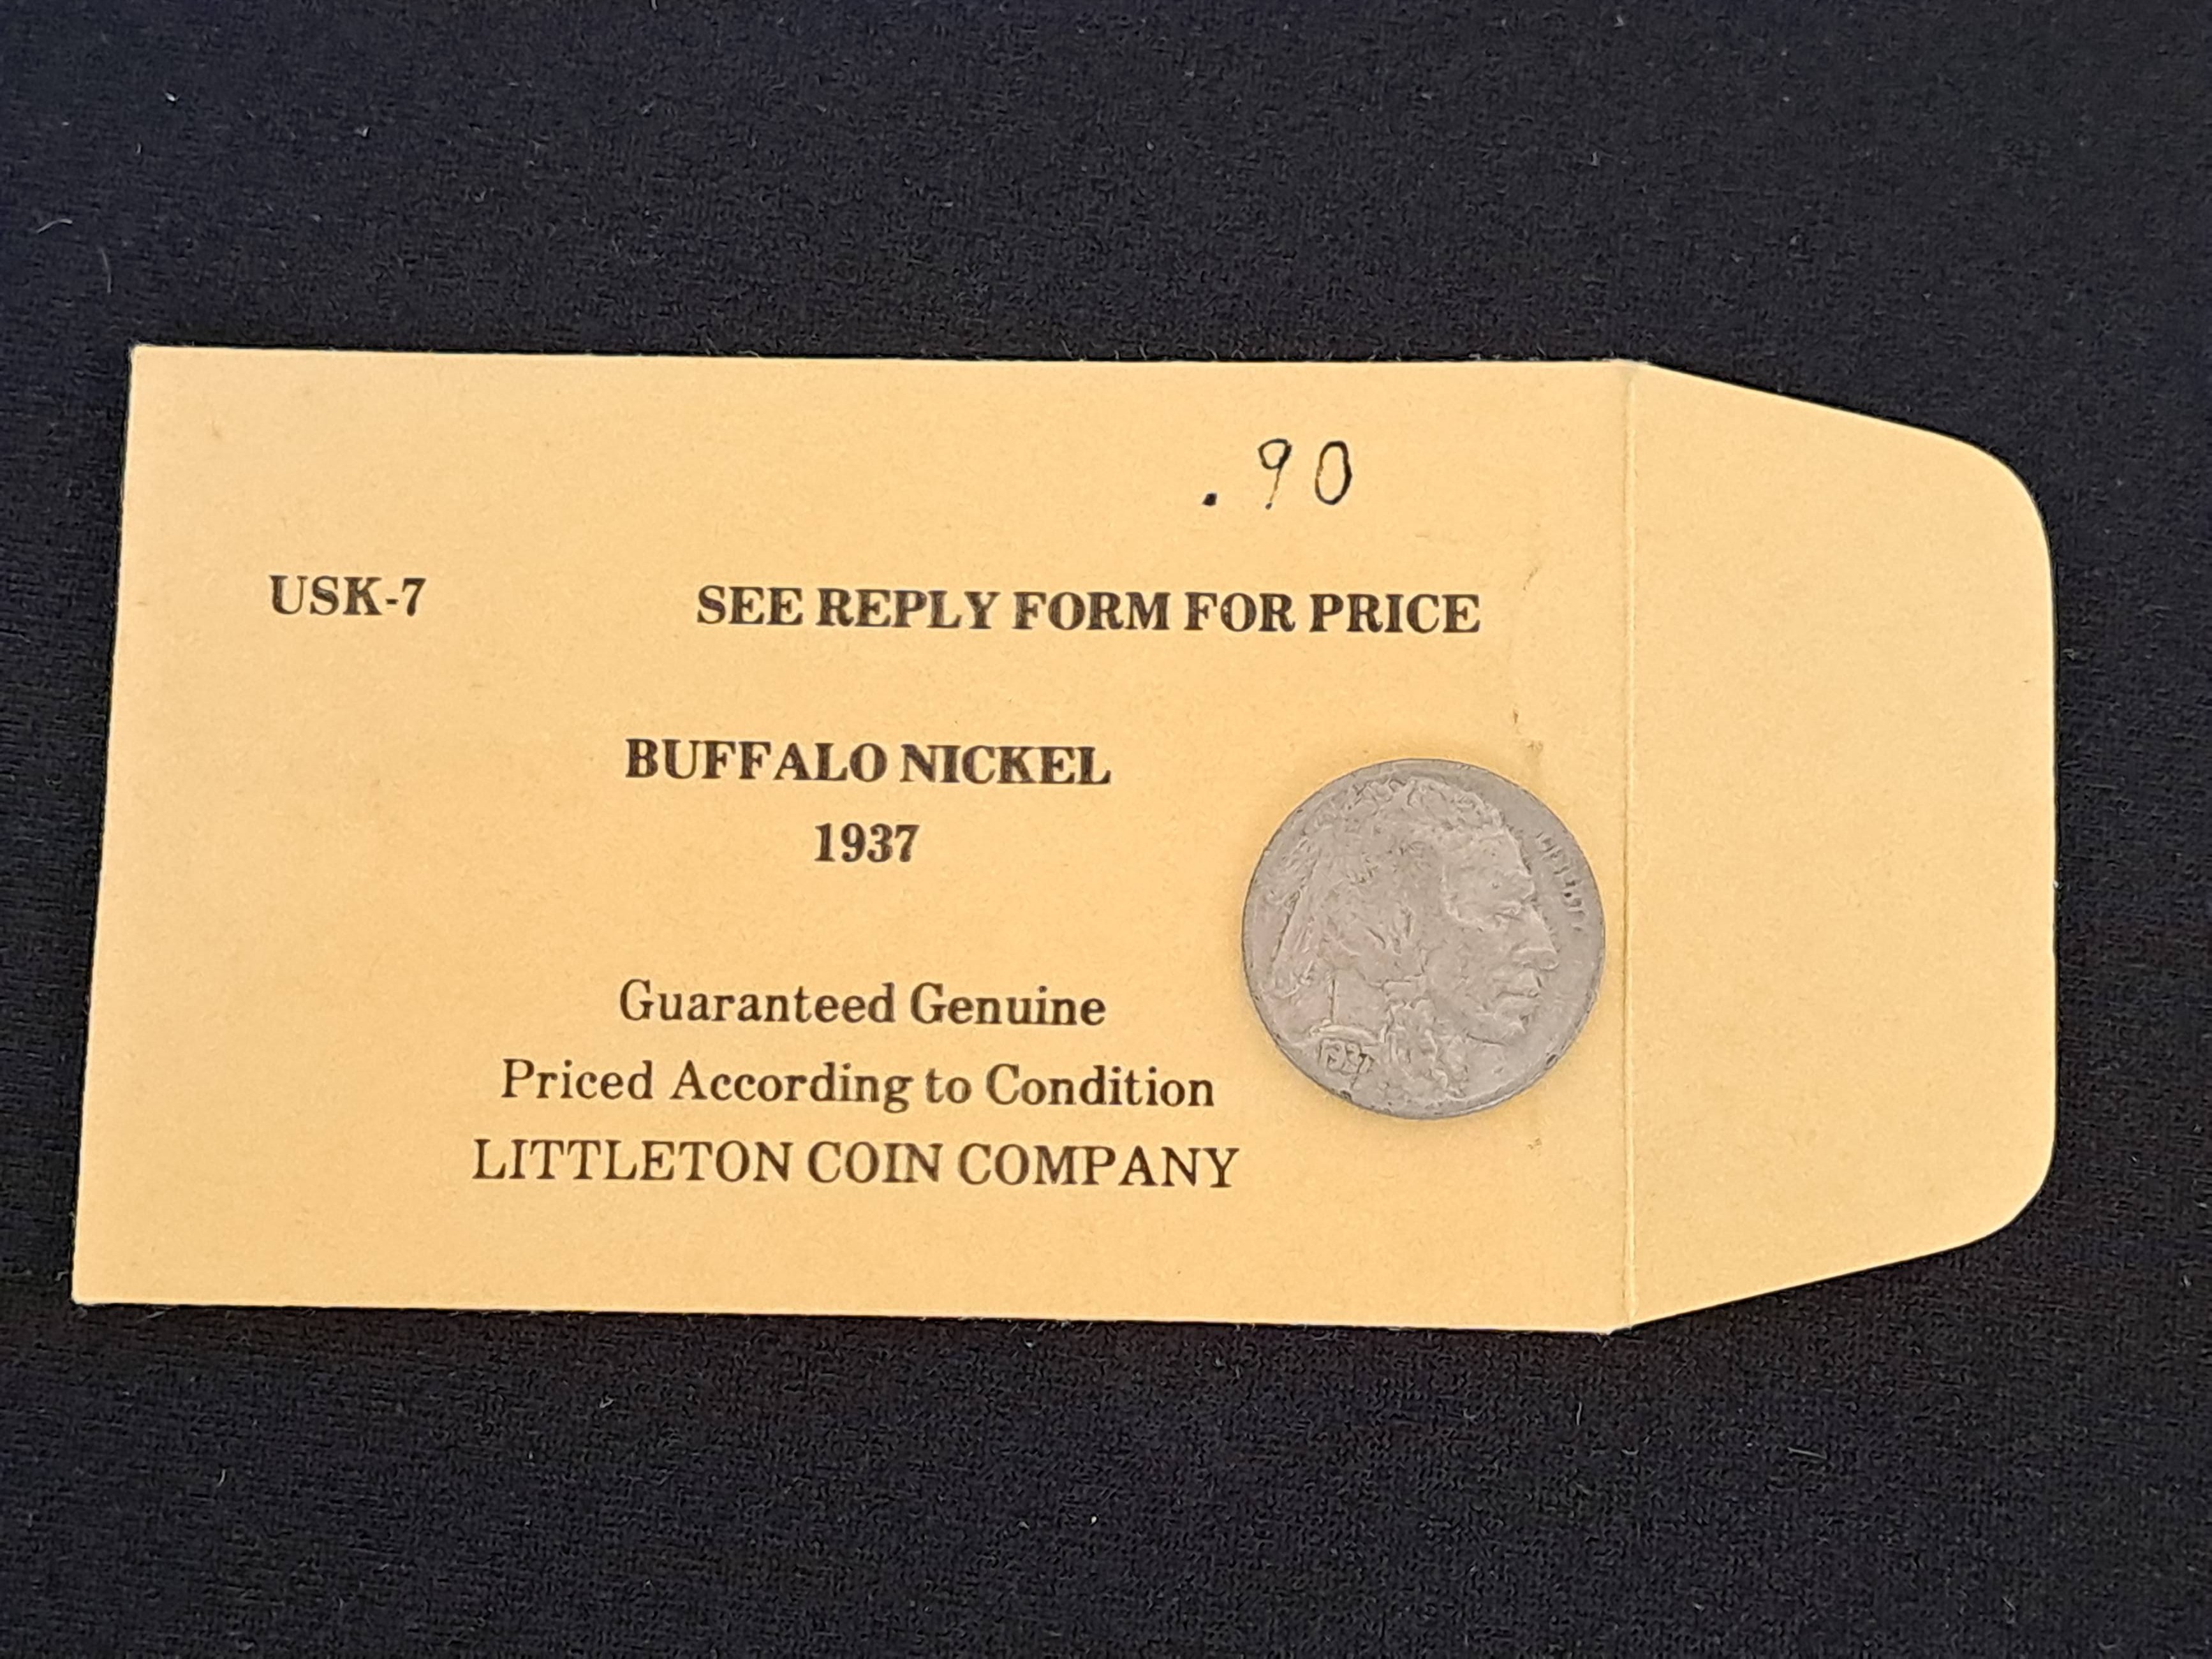 .90
USK-7 SEE REPLY FORM FOR PRICE
BUFFALO NICKEL
1937
Guaranteed Genuine
Priced According to Condition
LITTLETON COIN COMPANY
1937